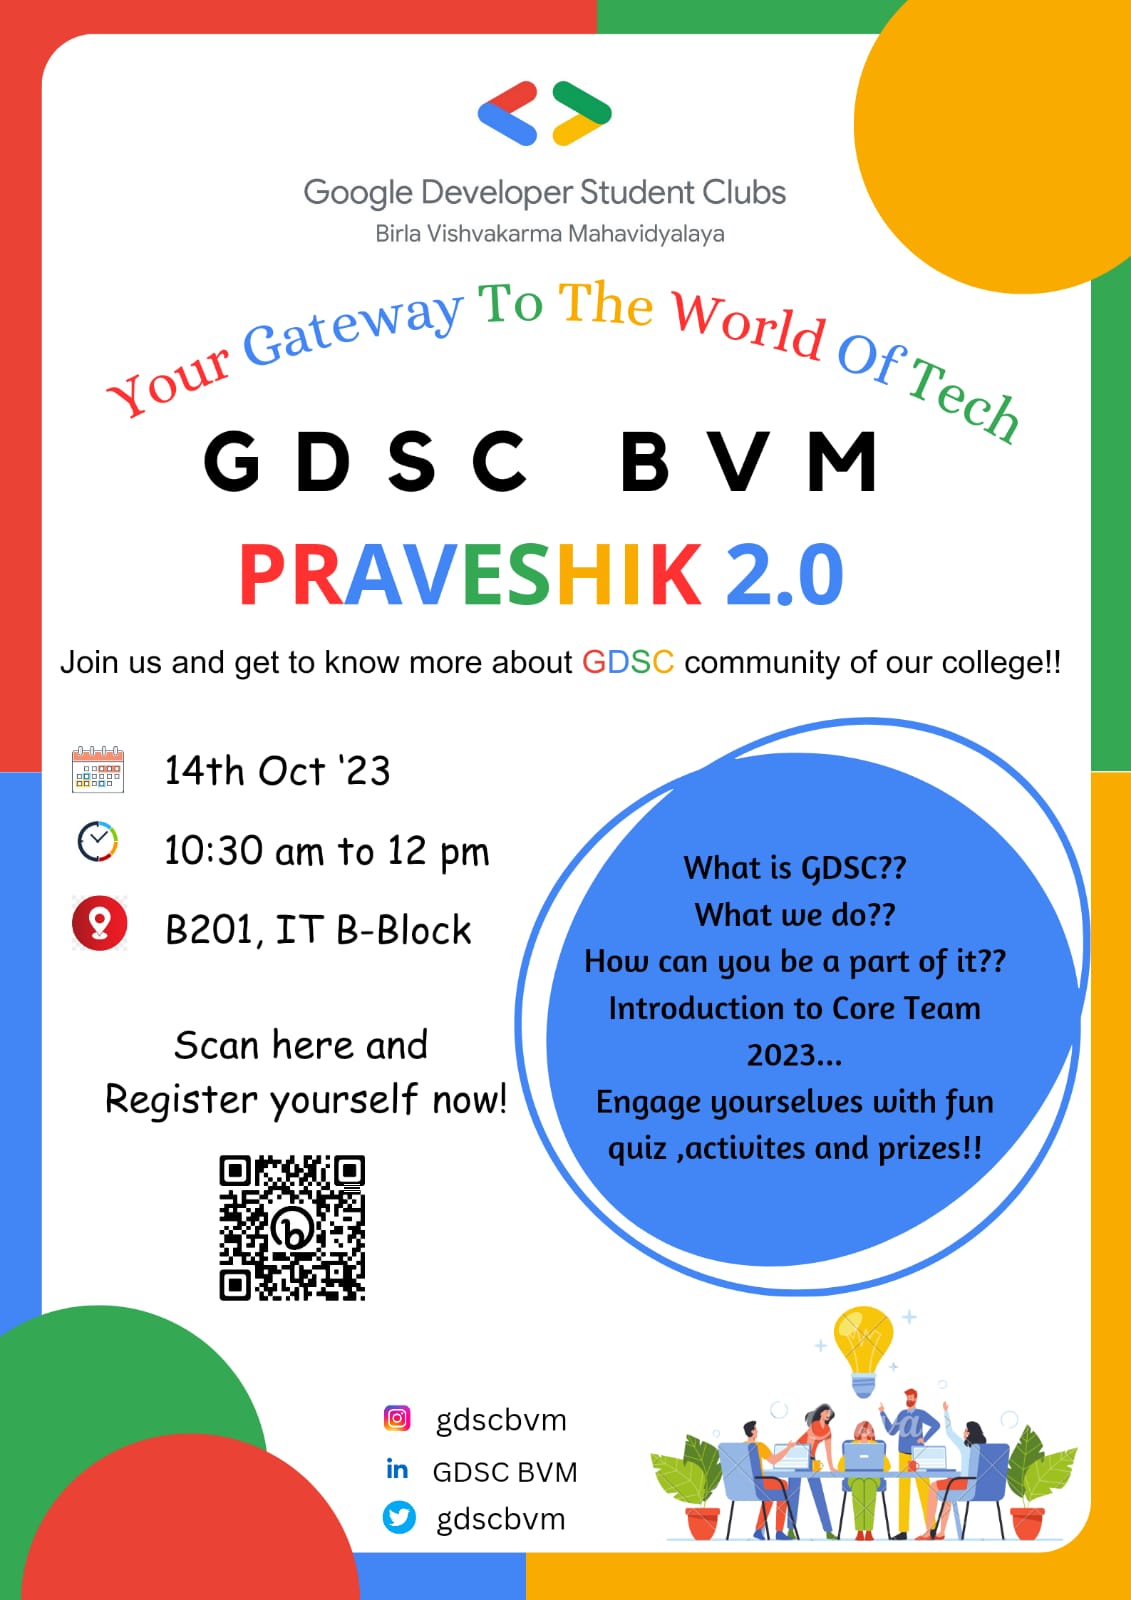 Google Developer Student Clubs
Birla Vishvakarma Mahavidyalaya
Your Gateway To The World Of Tech
GDSC BVM
PRAVESHIK 2.0
Join us and get to know more about GDSC community of our college!!
14th Oct '23
10:30 am to 12 pm
B201, IT B-Block
Scan here and
Register yourself now!
What is GDSC??
What we do??
How can you be a part of it??
Introduction to Core Team
2023...
Engage yourselves with fun
quiz ,activites and prizes!!
gdscbvm
GDSC BVM
gdscbvm